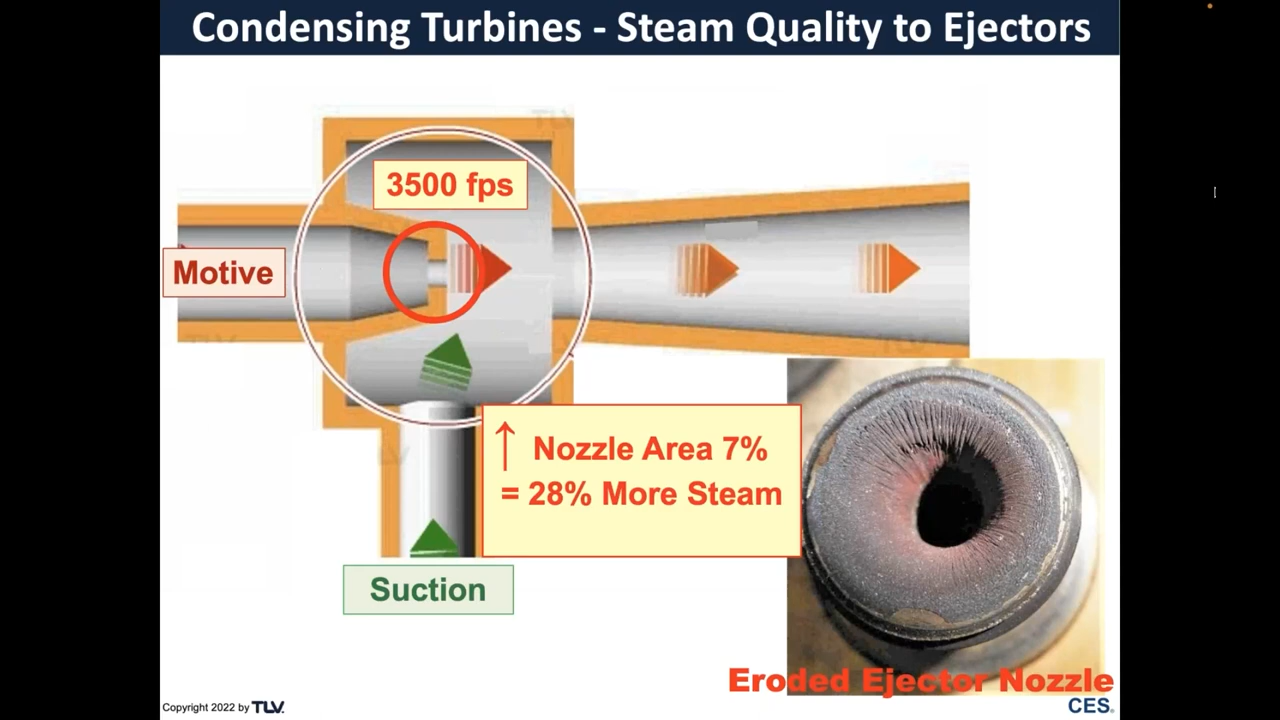 Condensing Turbines - Steam Quality to Ejectors
3500 fps
Motive
↑ Nozzle Area 7%
= 28% More Steam
Suction
Eroded Ejector Nozzle
Copyright 2022 by TLV.
CES.